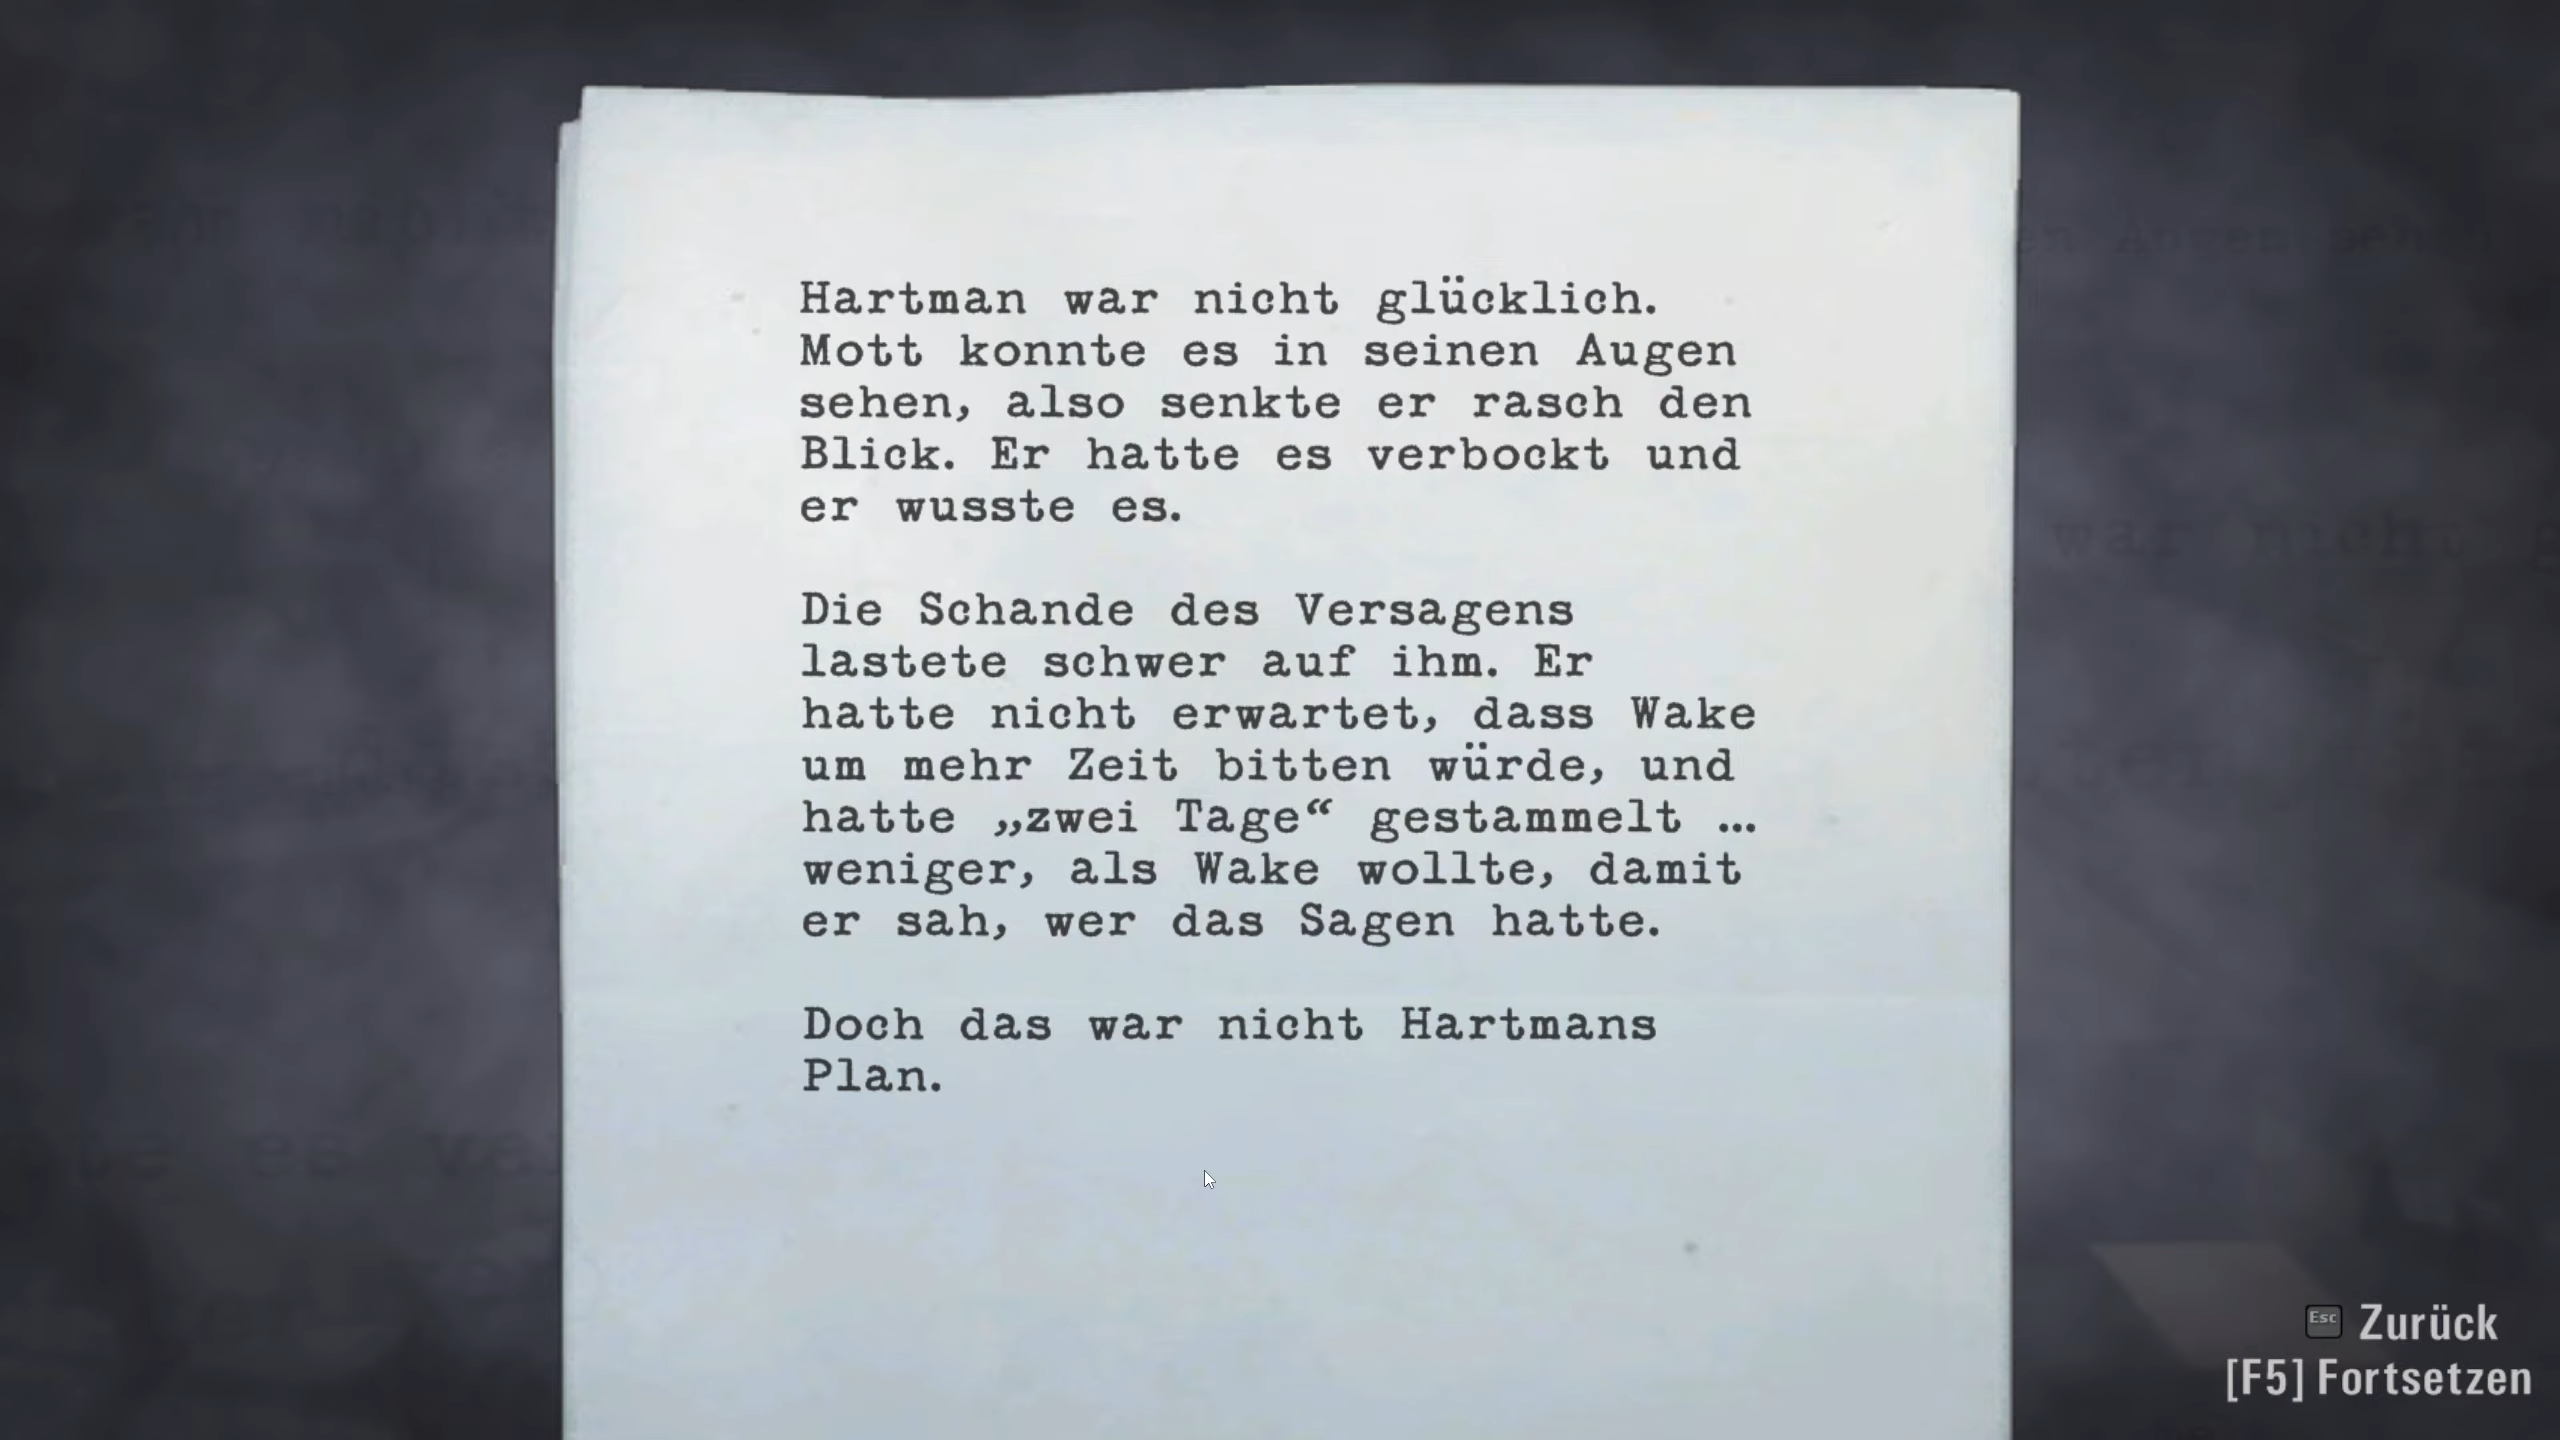 Hartman war nicht glücklich.
Mott konnte es in seinen Augen
sehen, also senkte er rasch den
Blick. Er hatte es verbockt und
er wusste es.
Die Schande des Versagens
lastete schwer auf ihm. Er
hatte nicht erwartet, dass Wake
um mehr Zeit bitten würde, und
hatte „zwei Tage“ gestammelt …
weniger, als Wake wollte, damit
er sah, wer das Sagen hatte.
Doch das war nicht Hartmans
Plan.
Esc Zurück
[F5] Fortsetzen